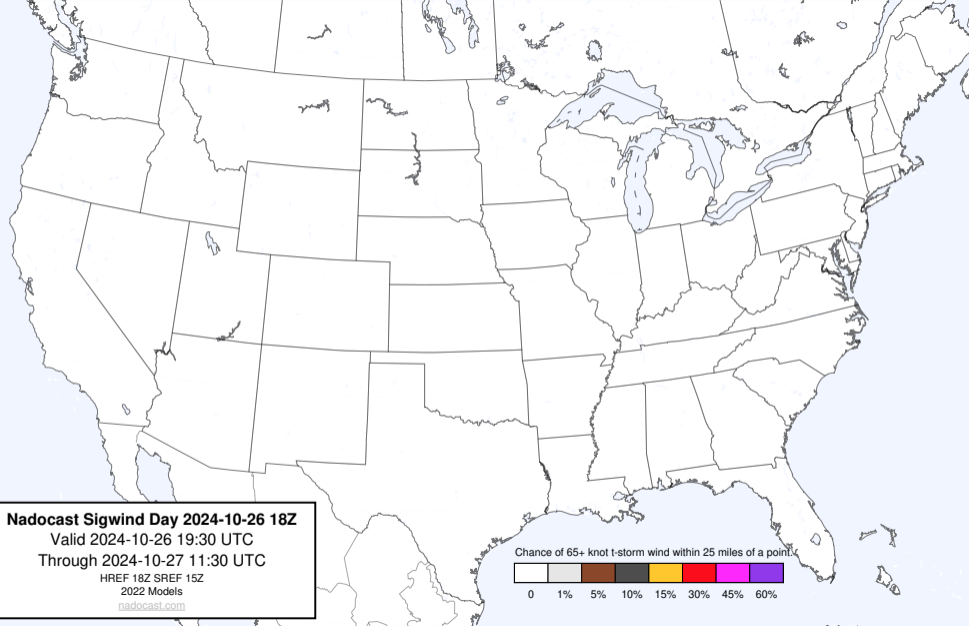 Nadocast Sigwind Day 2024-10-26 18Z
Valid 2024-10-26 19:30 UTC
Through 2024-10-27 11:30 UTC
HREF 18Z SREF 15Z
2022 Models
nadocast.com
Chance of 65+ knot t-storm wind within 25 miles of a point.
0 1% 5% 10% 15% 30% 45% 60%